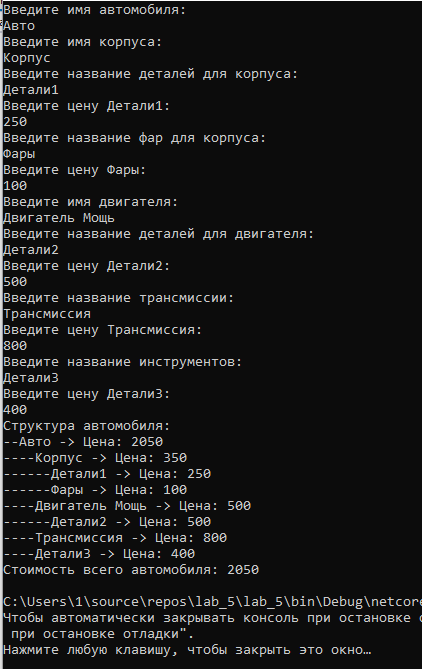 Введите имя автомобиля:
Авто
Введите имя корпуса:
Корпус
Введите название деталей для корпуса:
Детали1
Введите цену Детали1:
250
Введите название фар для корпуса:
Фары
Введите цену Фары:
100
Введите имя двигателя:
Двигатель Мощь
Введите название деталей для двигателя:
Детали2
Введите цену Детали2:
500
Введите название трансмиссии:
Трансмиссия
Введите цену Трансмиссия:
800
Введите название инструментов:
Детали3
Введите цену Детали3:
400
Структура автомобиля:
--Авто -> Цена: 2050
----Корпус -> Цена: 350
------Детали1 -> Цена: 250
------Фары -> Цена: 100
----Двигатель Мощь -> Цена: 500
------Детали2 -> Цена: 500
----Трансмиссия -> Цена: 800
----Детали3 -> Цена: 400
Стоимость всего автомобиля: 2050
C:\Users\1\source\repos\lab_5\lab_5\bin\Debug\netcore
Чтобы автоматически закрывать консоль при остановке
при остановке отладки".
Нажмите любую клавишу, чтобы закрыть это окно…